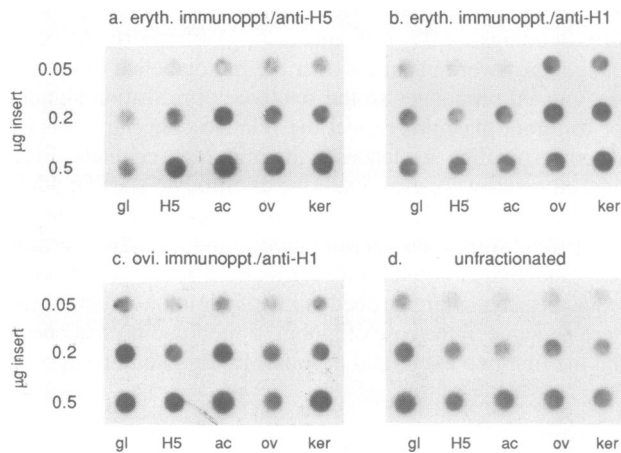 a. eryth. immunoppt./anti-H5
b. eryth. immunoppt./anti-H1
µg insert
0.05
0.2
0.5
gl H5 ac ov ker
gl H5 ac ov ker
c. ovi. immunoppt./anti-H1
d. unfractionated
µg insert
0.05
0.2
0.5
gl H5 ac ov ker
gl H5 ac ov ker